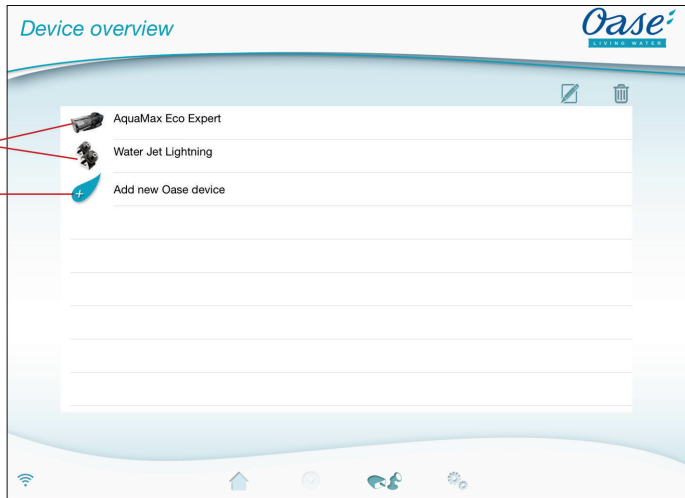 Device overview
Oase
LIVING WATER
AquaMax Eco Expert
Water Jet Lightning
Add new Oase device